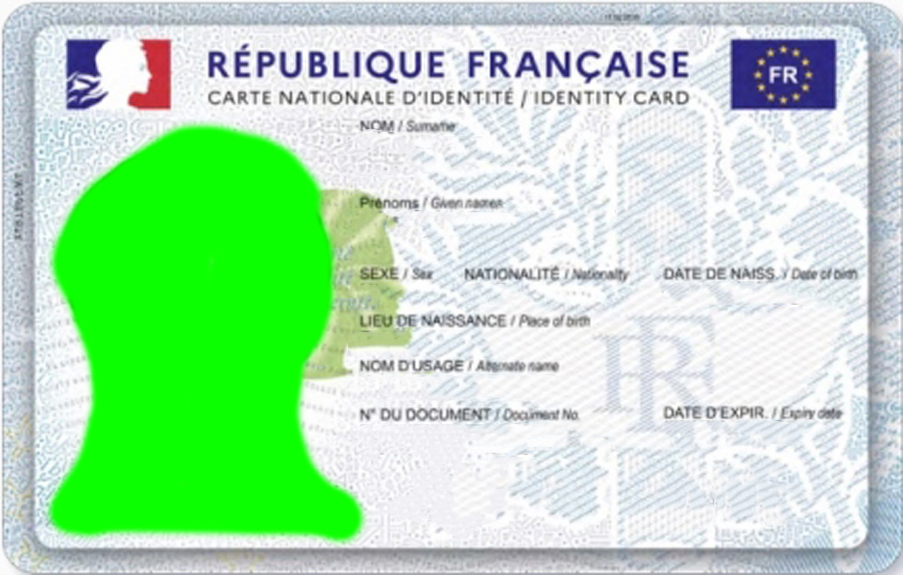 RÉPUBLIQUE FRANÇAISE
FR
CARTE NATIONALE D'IDENTITÉ / IDENTITY CARD
NOM / Surname
Prénoms / Given names
SEXE / Sex NATIONALITÉ / Nationality DATE DE NAISS. / Date of birth
LIEU DE NAISSANCE / Place of birth
NOM D'USAGE / Alternate name
N° DU DOCUMENT / Document No. DATE D'EXPIR. / Expiry date
RF